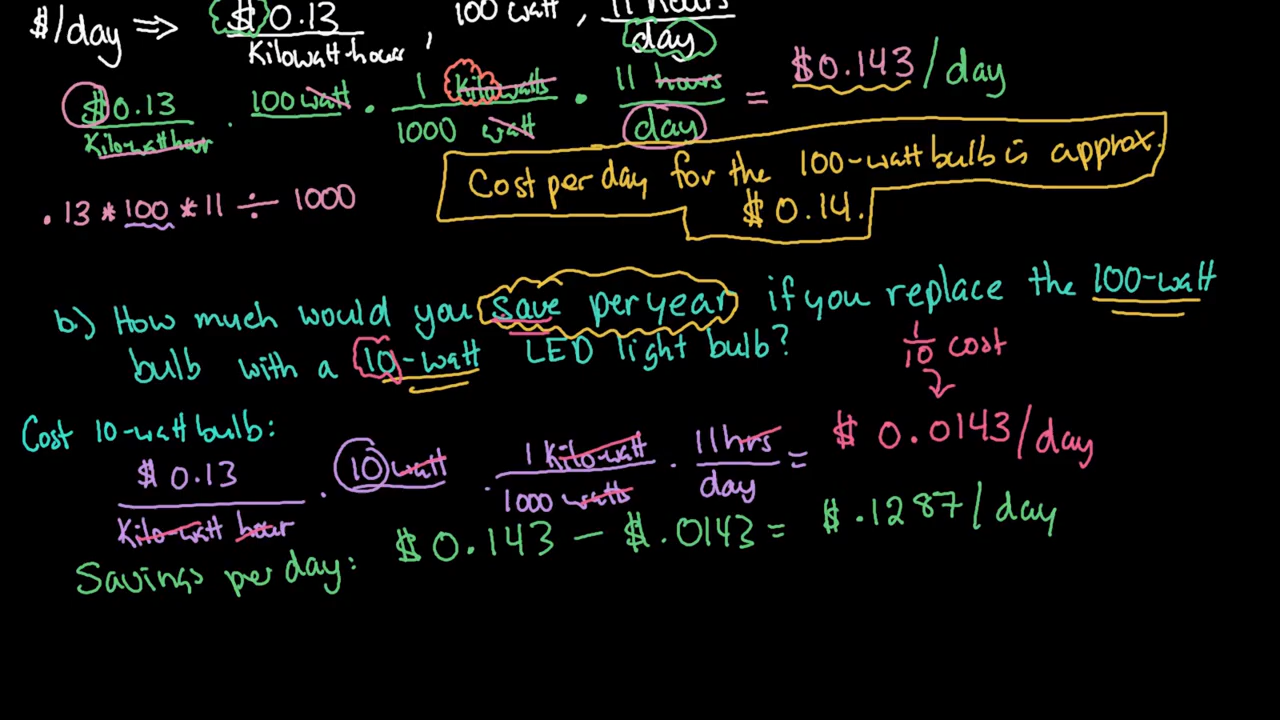 $/day ⇒ $0.13 / Kilowatt-hours , 100 watt , 11 hours / day
$0.13 / Kilowatt hour · 100 watt · 1 kilowatts / 1000 watt · 11 hours / day = $0.143 / day
Cost per day for the 100-watt bulb is approx.
$0.14.
.13 * 100 * 11 ÷ 1000
b.) How much would you save per year if you replace the 100-watt
bulb with a 10-watt LED light bulb?
1/10 cost
Cost 10-watt bulb:
$0.13 / Kilo-watt hour · 10 watt · 1 Kilo-watt / 1000 watts · 11 hrs / day = $0.0143/day
Savings per day: $0.143 − $.0143 = $.1287/day